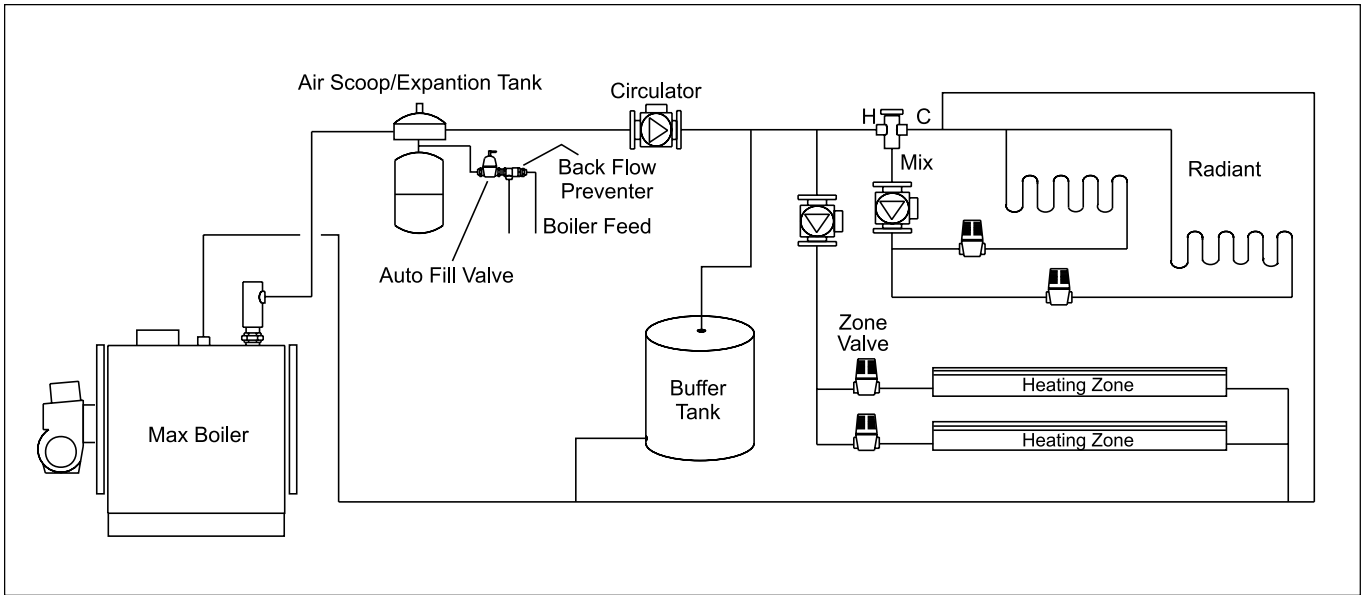 Air Scoop/Expantion Tank
Circulator
H
C
Mix
Radiant
Back Flow
Preventer
Boiler Feed
Auto Fill Valve
Zone
Valve
Buffer
Tank
Heating Zone
Heating Zone
Max Boiler